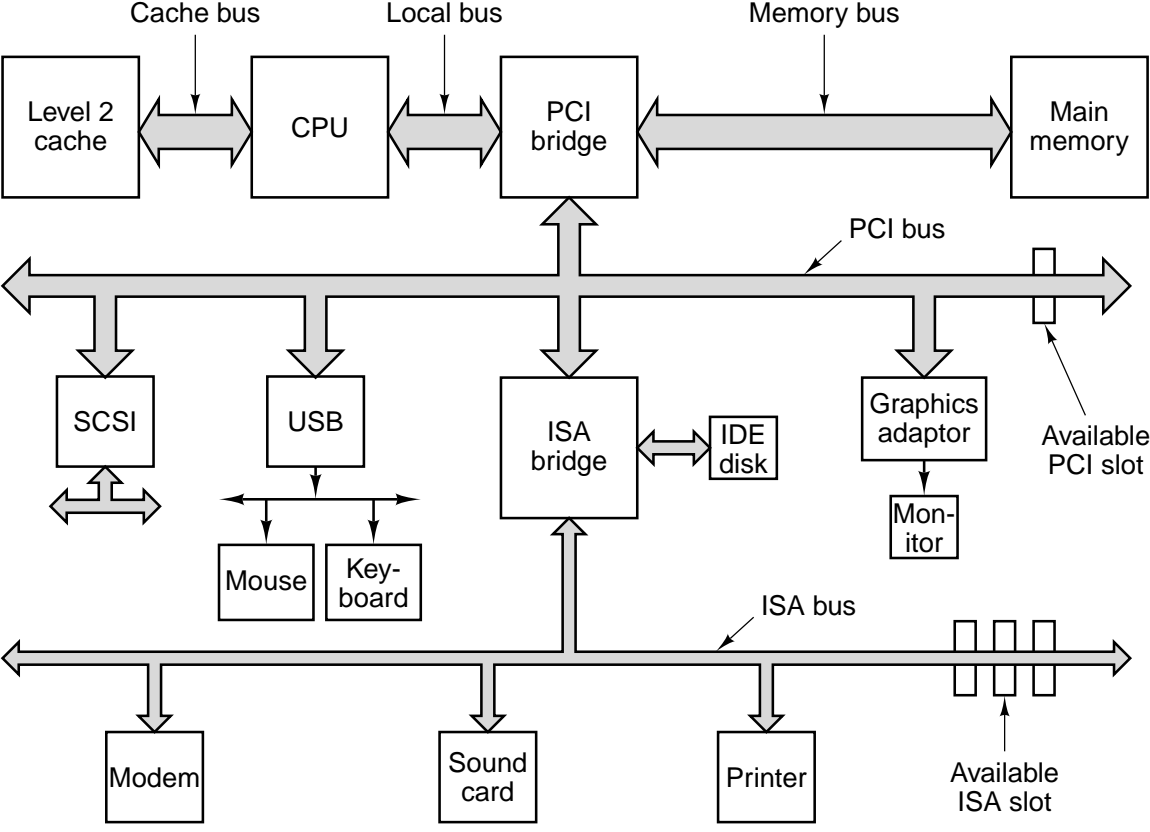 Cache bus
Local bus
Memory bus
Level 2
cache
CPU
PCI
bridge
Main
memory
PCI bus
SCSI
USB
ISA
bridge
IDE
disk
Graphics
adaptor
Available
PCI slot
Mon-
itor
Mouse
Key-
board
ISA bus
Modem
Sound
card
Printer
Available
ISA slot